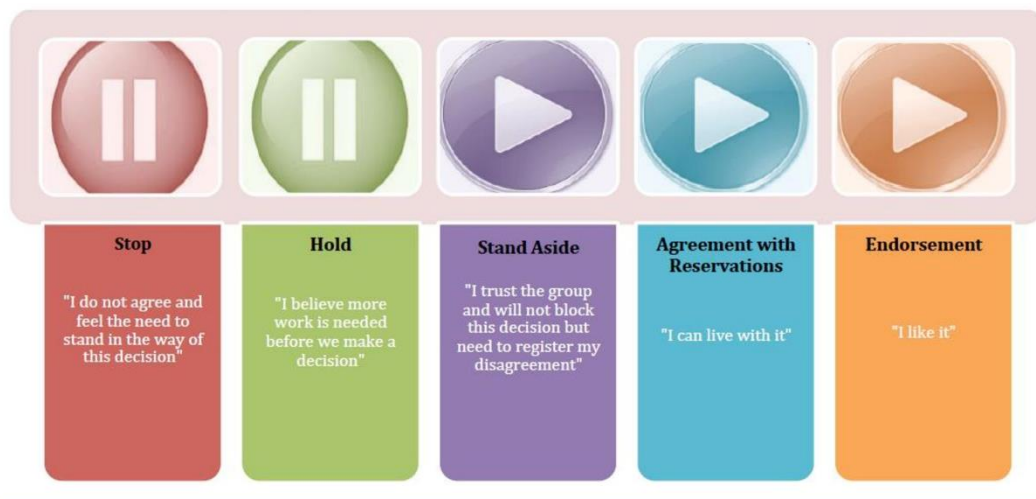 Stop
"I do not agree and
feel the need to
stand in the way of
this decision"
Hold
"I believe more
work is needed
before we make a
decision"
Stand Aside
"I trust the group
and will not block
this decision but
need to register my
disagreement"
Agreement with
Reservations
"I can live with it"
Endorsement
"I like it"